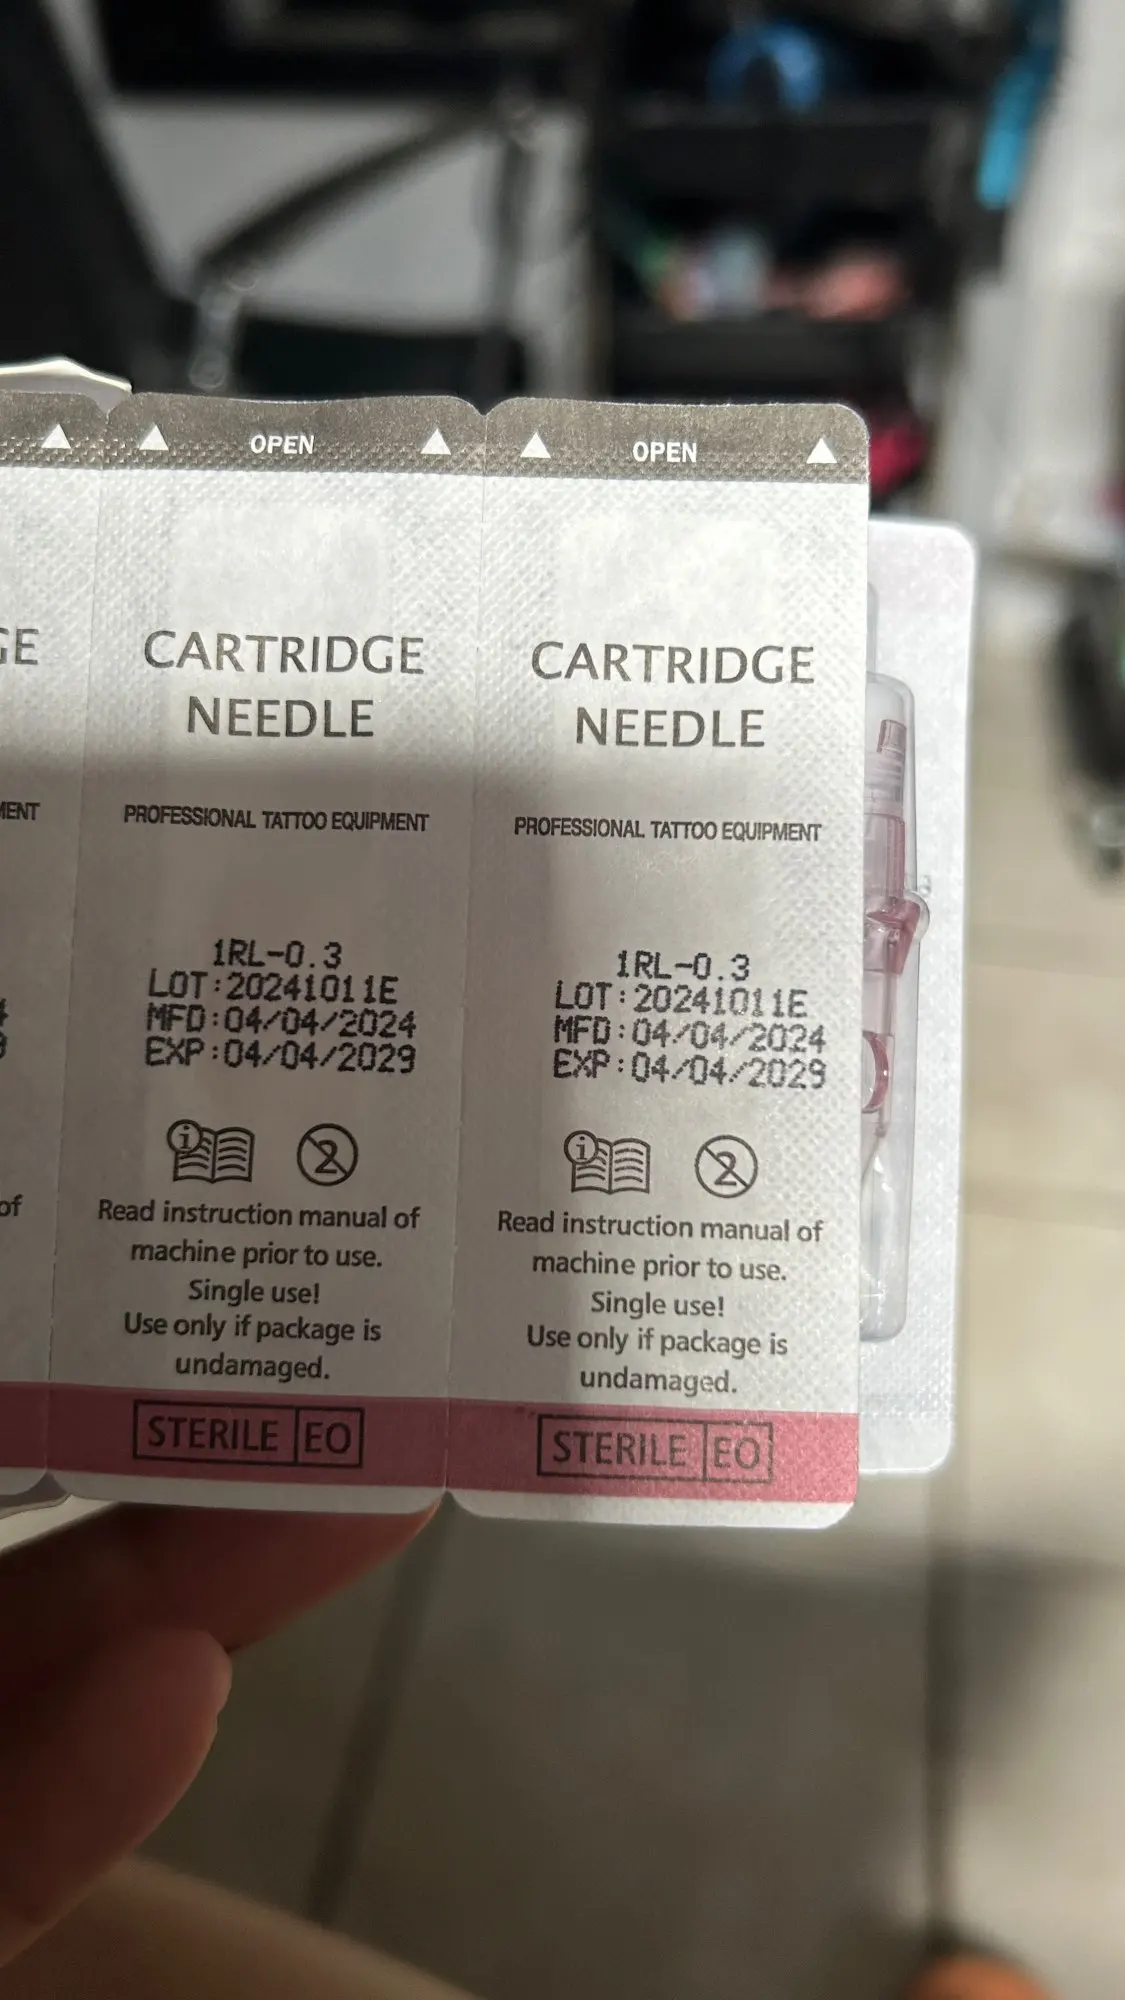 OPEN
CARTRIDGE
NEEDLE
PROFESSIONAL TATTOO EQUIPMENT
1RL-0.3
LOT:20241011E
MFD:04/04/2024
EXP:04/04/2029
Read instruction manual of
machine prior to use.
Single use!
Use only if package is
undamaged.
STERILE EO
OPEN
CARTRIDGE
NEEDLE
PROFESSIONAL TATTOO EQUIPMENT
1RL-0.3
LOT:20241011E
MFD:04/04/2024
EXP:04/04/2029
Read instruction manual of
machine prior to use.
Single use!
Use only if package is
undamaged.
STERILE EO